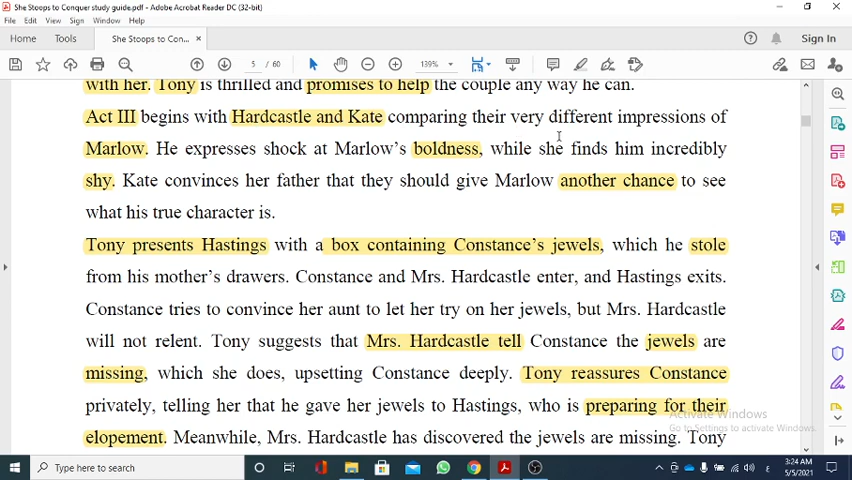 She Stoops to Conquer study guide.pdf - Adobe Acrobat Reader DC (32-bit)
File Edit View Sign Window Help
Home Tools She Stoops to Con... × Sign In
5 / 60 139%
with her. Tony is thrilled and promises to help the couple any way he can.
Act III begins with Hardcastle and Kate comparing their very different impressions of
Marlow. He expresses shock at Marlow's boldness, while she finds him incredibly
shy. Kate convinces her father that they should give Marlow another chance to see
what his true character is.
Tony presents Hastings with a box containing Constance's jewels, which he stole
from his mother's drawers. Constance and Mrs. Hardcastle enter, and Hastings exits.
Constance tries to convince her aunt to let her try on her jewels, but Mrs. Hardcastle
will not relent. Tony suggests that Mrs. Hardcastle tell Constance the jewels are
missing, which she does, upsetting Constance deeply. Tony reassures Constance
privately, telling her that he gave her jewels to Hastings, who is preparing for their
elopement. Meanwhile, Mrs. Hardcastle has discovered the jewels are missing. Tony
Activate Windows
Go to Settings to activate Windows.
Type here to search
ع 3:24 AM
5/5/2021